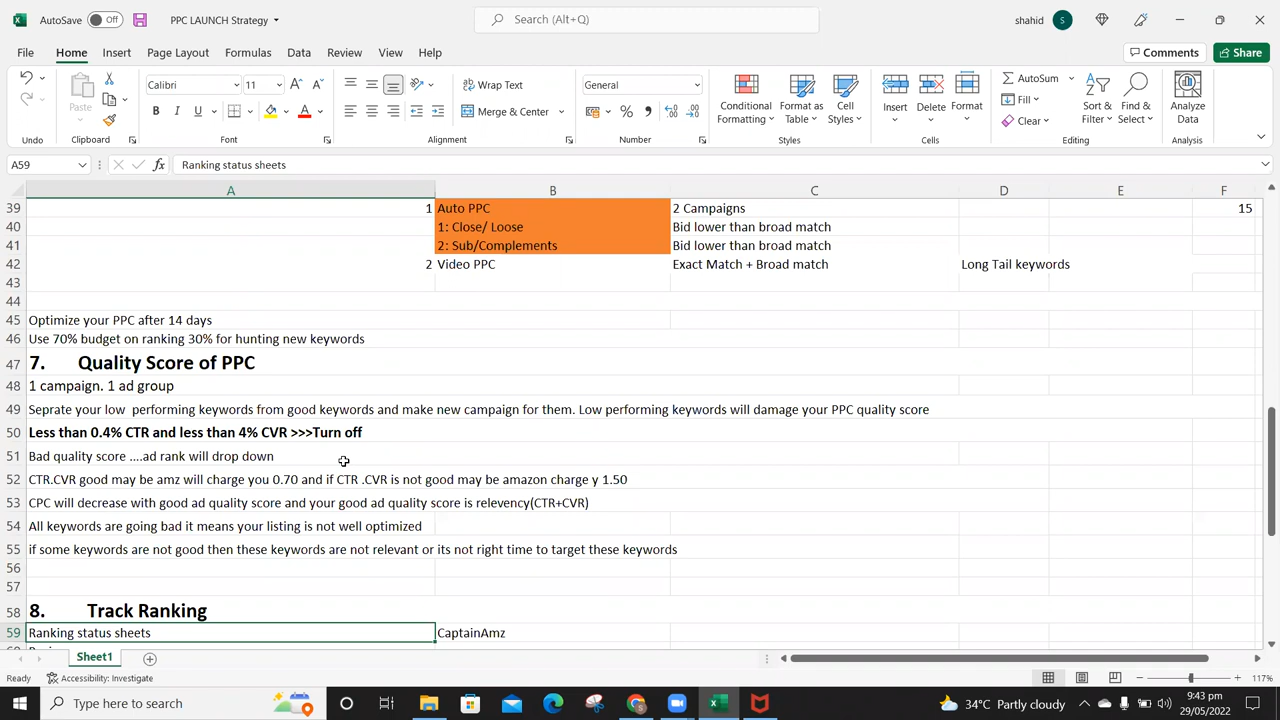 AutoSave Off PPC LAUNCH Strategy Search (Alt+Q) shahid S
File Home Insert Page Layout Formulas Data Review View Help Comments Share
Paste Calibri 11 A A Wrap Text General AutoSum
B I U A Merge & Center % Conditional Formatting Format as Table Cell Styles Insert Delete Format Fill Clear Sort & Filter Find & Select Analyze Data
Undo Clipboard Font Alignment Number Styles Cells Editing Analysis
A59 fx Ranking status sheets
A B C D E F
39 1 Auto PPC 2 Campaigns 15
40 1: Close/ Loose Bid lower than broad match
41 2: Sub/Complements Bid lower than broad match
42 2 Video PPC Exact Match + Broad match Long Tail keywords
43
44
45 Optimize your PPC after 14 days
46 Use 70% budget on ranking 30% for hunting new keywords
47 7. Quality Score of PPC
48 1 campaign. 1 ad group
49 Seprate your low performing keywords from good keywords and make new campaign for them. Low performing keywords will damage your PPC quality score
50 Less than 0.4% CTR and less than 4% CVR >>>Turn off
51 Bad quality score ....ad rank will drop down
52 CTR.CVR good may be amz will charge you 0.70 and if CTR .CVR is not good may be amazon charge y 1.50
53 CPC will decrease with good ad quality score and your good ad quality score is relevency(CTR+CVR)
54 All keywords are going bad it means your listing is not well optimized
55 if some keywords are not good then these keywords are not relevant or its not right time to target these keywords
56
57
58 8. Track Ranking
59 Ranking status sheets CaptainAmz
Sheet1
Ready Accessibility: Investigate 117%
Type here to search 34°C Partly cloudy 9:43 pm
29/05/2022